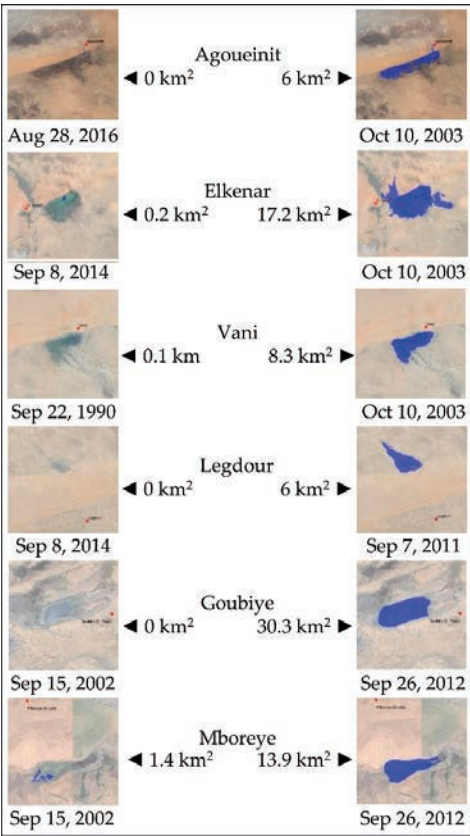 Agoueinit
0 km² 6 km²
Aug 28, 2016 Oct 10, 2003
Elkenar
0.2 km² 17.2 km²
Sep 8, 2014 Oct 10, 2003
Vani
0.1 km 8.3 km²
Sep 22, 1990 Oct 10, 2003
Legdour
0 km² 6 km²
Sep 8, 2014 Sep 7, 2011
Goubiye
0 km² 30.3 km²
Sep 15, 2002 Sep 26, 2012
Mboreye
1.4 km² 13.9 km²
Sep 15, 2002 Sep 26, 2012